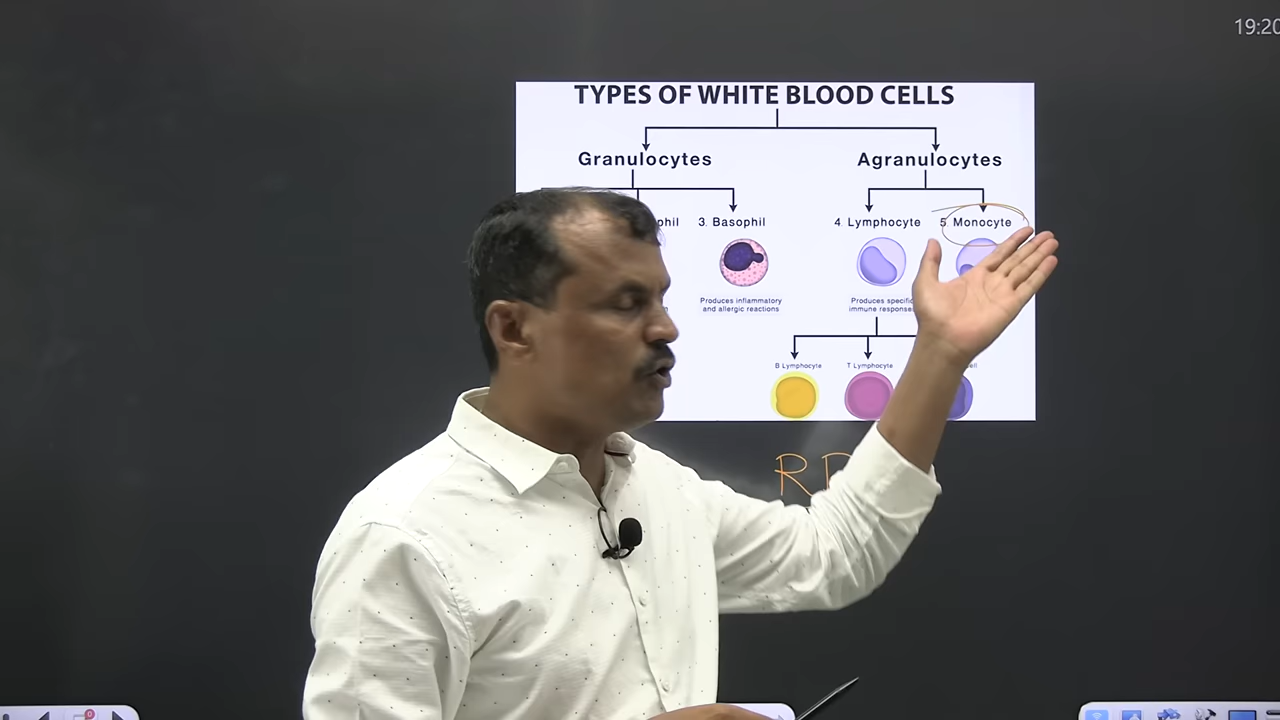 19:20
TYPES OF WHITE BLOOD CELLS
Granulocytes Agranulocytes
3. Basophil 4. Lymphocyte 5. Monocyte
Produces inflammatory
and allergic reactions
Produces specific
immune responses
B Lymphocyte T Lymphocyte
R